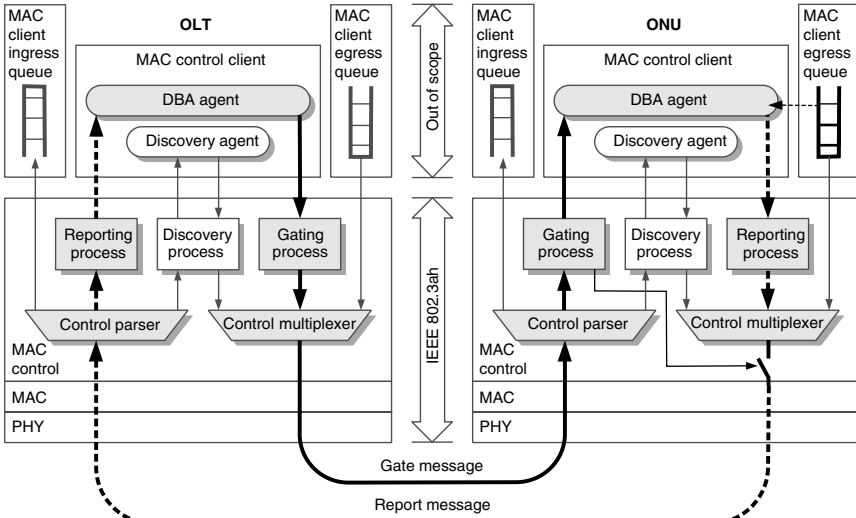 MAC
client
ingress
queue
OLT
MAC control client
DBA agent
Discovery agent
MAC
client
egress
queue
Out of scope
MAC
client
ingress
queue
ONU
MAC control client
DBA agent
Discovery agent
MAC
client
egress
queue
Reporting
process
Discovery
process
Gating
process
Control parser
Control multiplexer
MAC
control
MAC
PHY
IEEE 802.3ah
Gating
process
Discovery
process
Reporting
process
Control parser
Control multiplexer
MAC
control
MAC
PHY
Gate message
Report message